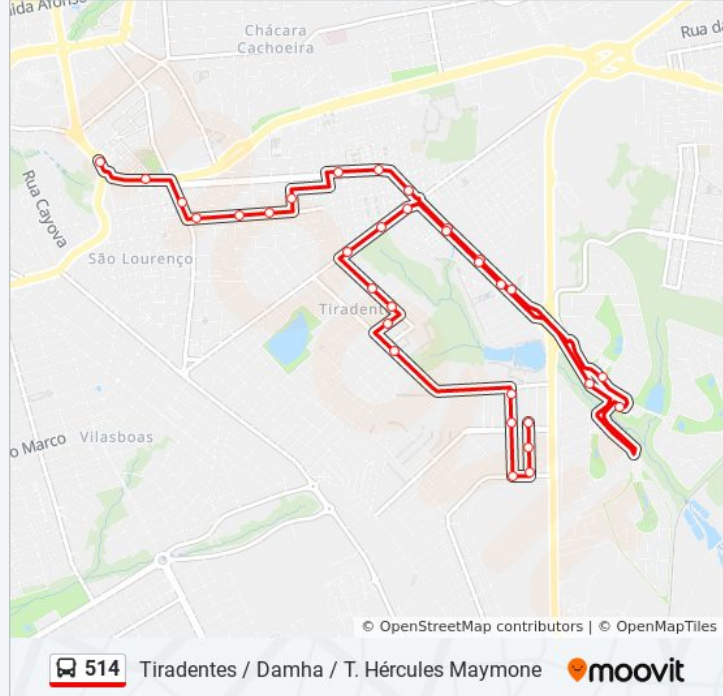 ida Afonso
Chácara
Cachoeira
Rua da
Rua Cayova
São Lourenço
Tiradent
o Marco
Vilasboas
© OpenStreetMap contributors | © OpenMapTiles
514 Tiradentes / Damha / T. Hércules Maymone moovit